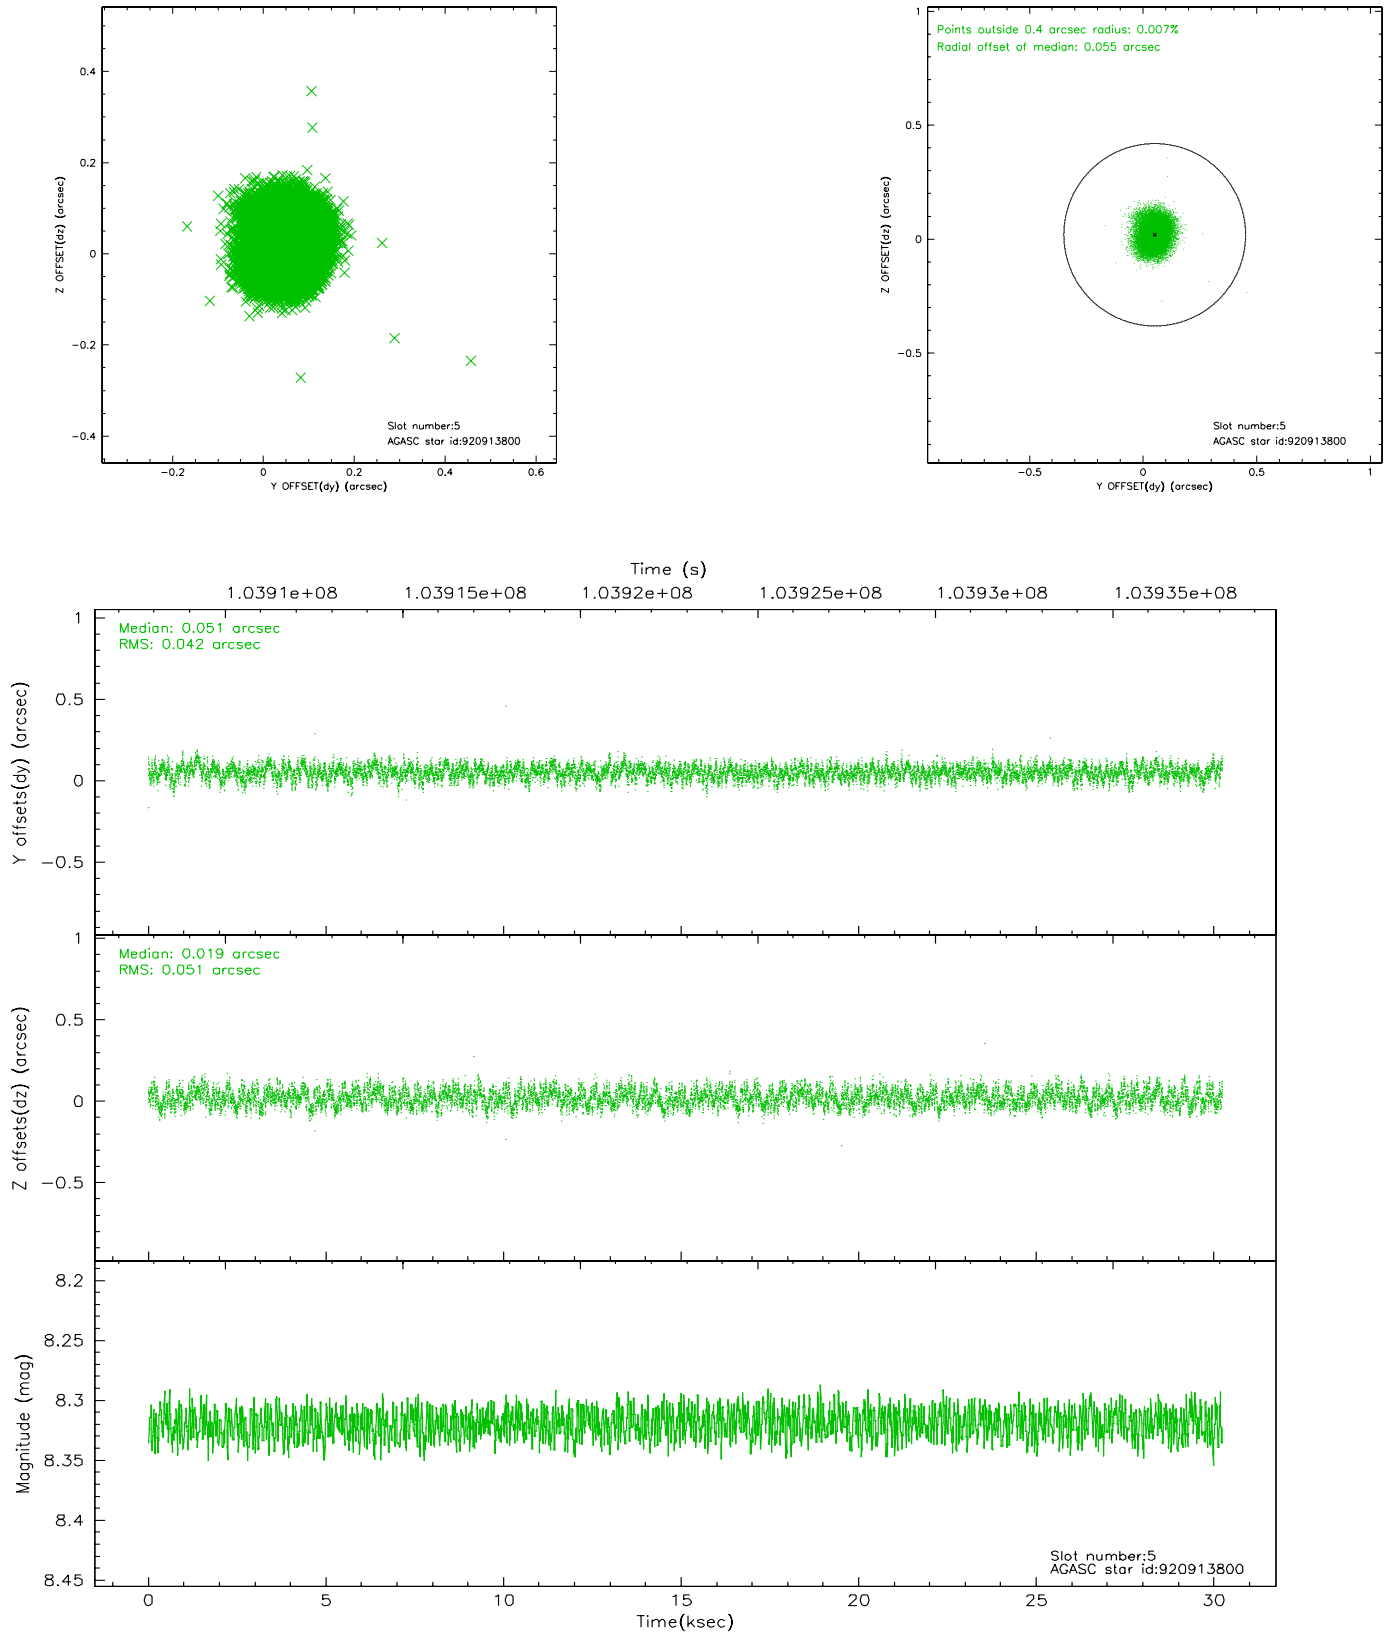 0.4
0.2
0
−0.2
−0.4
Z OFFSET(dz) (arcsec)
Slot number:5
AGASC star id:920913800
−0.2 0 0.2 0.4 0.6
Y OFFSET(dy) (arcsec)
Points outside 0.4 arcsec radius: 0.007%
Radial offset of median: 0.055 arcsec
1
0.5
0
−0.5
Z OFFSET(dz) (arcsec)
Slot number:5
AGASC star id:920913800
−0.5 0 0.5 1
Y OFFSET(dy) (arcsec)
Time (s)
1.0391e+08 1.03915e+08 1.0392e+08 1.03925e+08 1.0393e+08 1.03935e+08
Median: 0.051 arcsec
RMS: 0.042 arcsec
1
0.5
0
−0.5
Y offsets(dy) (arcsec)
Median: 0.019 arcsec
RMS: 0.051 arcsec
1
0.5
0
−0.5
Z offsets(dz) (arcsec)
8.2
8.25
8.3
8.35
8.4
8.45
Magnitude (mag)
Slot number:5
AGASC star id:920913800
0 5 10 15 20 25 30
Time(ksec)